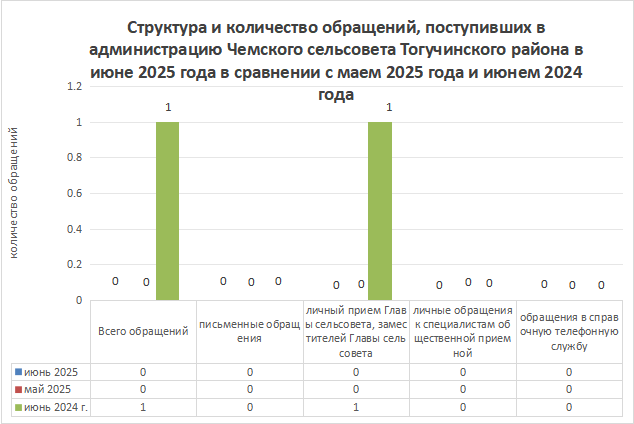 Структура и количество обращений, поступивших в
администрацию Чемского сельсовета Тогучинского района в
июне 2025 года в сравнении с маем 2025 года и июнем 2024
года
количество обращений
1.2
1
0.8
0.6
0.4
0.2
0
0 0 1 0 0 0 0 0 1 0 0 0 0 0 0
Всего обращений
письменные обращ
ения
личный прием Глав
ы сельсовета, замес
тителей Главы сель
совета
личные обращения
к специалистам об
щественной прием
ной
обращения в справ
очную телефонную
службу
июнь 2025 0 0 0 0 0
май 2025 0 0 0 0 0
июнь 2024 г. 1 0 1 0 0